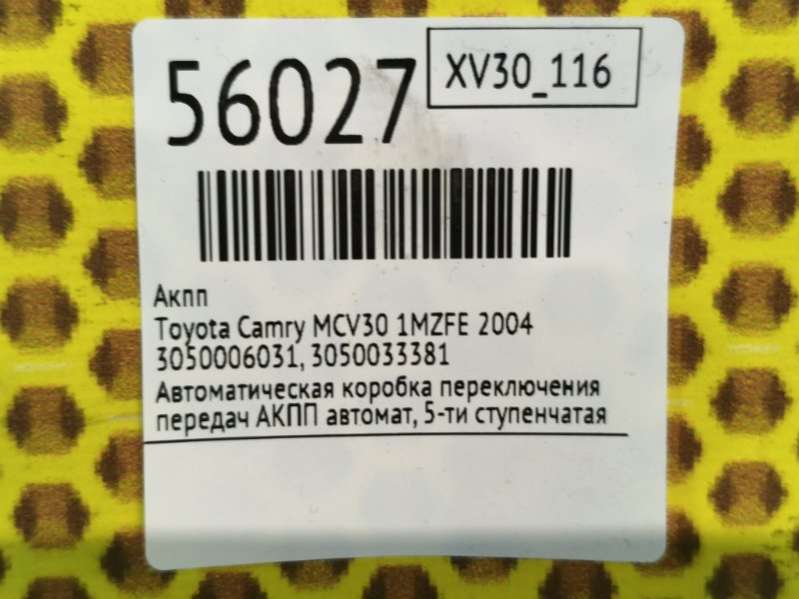 56027
XV30_116
Акпп
Toyota Camry MCV30 1MZFE 2004
3050006031, 3050033381
Автоматическая коробка переключения
передач АКПП автомат, 5-ти ступенчатая